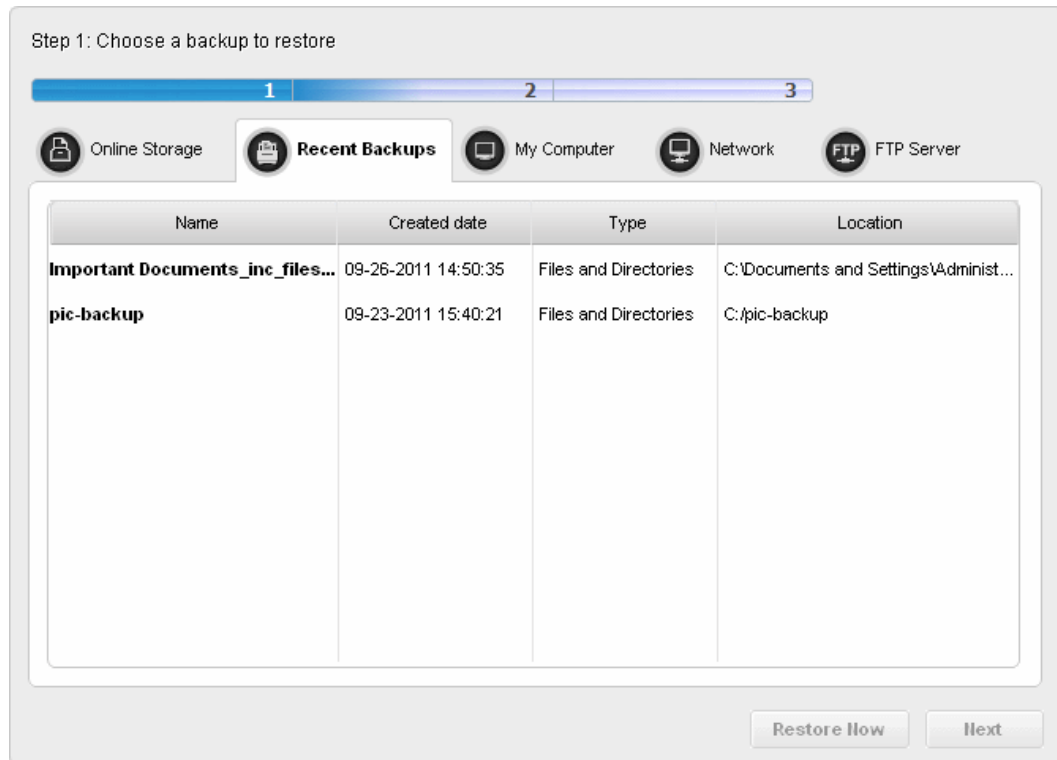 Step 1: Choose a backup to restore
1 2 3
Online Storage Recent Backups My Computer Network FTP FTP Server
Name Created date Type Location
Important Documents_inc_files... 09-26-2011 14:50:35 Files and Directories C:\Documents and Settings\Administ...
pic-backup 09-23-2011 15:40:21 Files and Directories C:/pic-backup
Restore Now Next